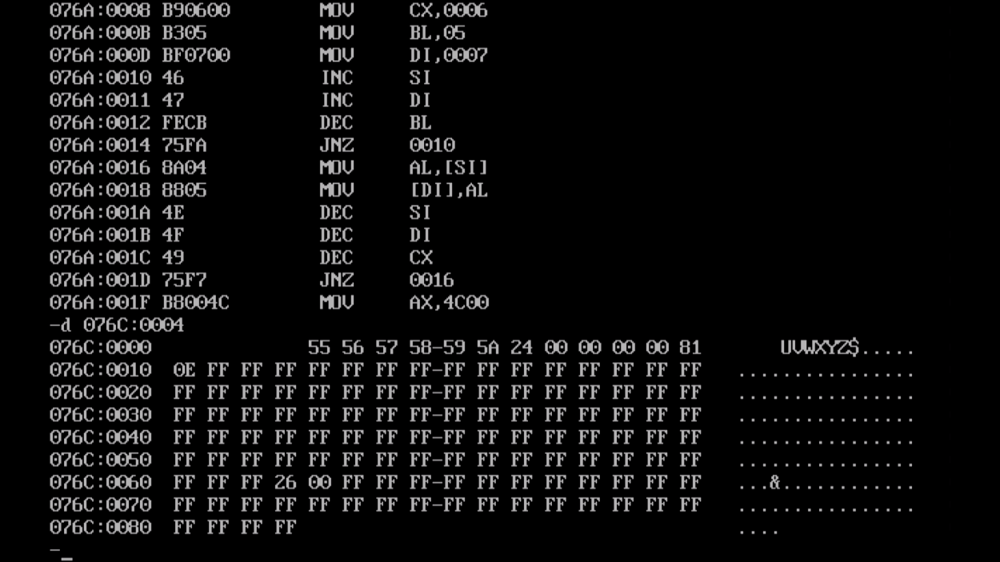 076A:0008 B90600        MOV     CX,0006
076A:000B B305          MOV     BL,05
076A:000D BF0700        MOV     DI,0007
076A:0010 46            INC     SI
076A:0011 47            INC     DI
076A:0012 FECB          DEC     BL
076A:0014 75FA          JNZ     0010
076A:0016 8A04          MOV     AL,[SI]
076A:0018 8805          MOV     [DI],AL
076A:001A 4E            DEC     SI
076A:001B 4F            DEC     DI
076A:001C 49            DEC     CX
076A:001D 75F7          JNZ     0016
076A:001F B8004C        MOV     AX,4C00
-d 076C:0004
076C:0000              55 56 57 58-59 5A 24 00 00 00 00 81       UVWXYZ$.....
076C:0010  0E FF FF FF FF FF FF FF-FF FF FF FF FF FF FF FF   ................
076C:0020  FF FF FF FF FF FF FF FF-FF FF FF FF FF FF FF FF   ................
076C:0030  FF FF FF FF FF FF FF FF-FF FF FF FF FF FF FF FF   ................
076C:0040  FF FF FF FF FF FF FF FF-FF FF FF FF FF FF FF FF   ................
076C:0050  FF FF FF FF FF FF FF FF-FF FF FF FF FF FF FF FF   ................
076C:0060  FF FF FF 26 00 FF FF FF-FF FF FF FF FF FF FF FF   ...&............
076C:0070  FF FF FF FF FF FF FF FF-FF FF FF FF FF FF FF FF   ................
076C:0080  FF FF FF FF                                       ....
-_